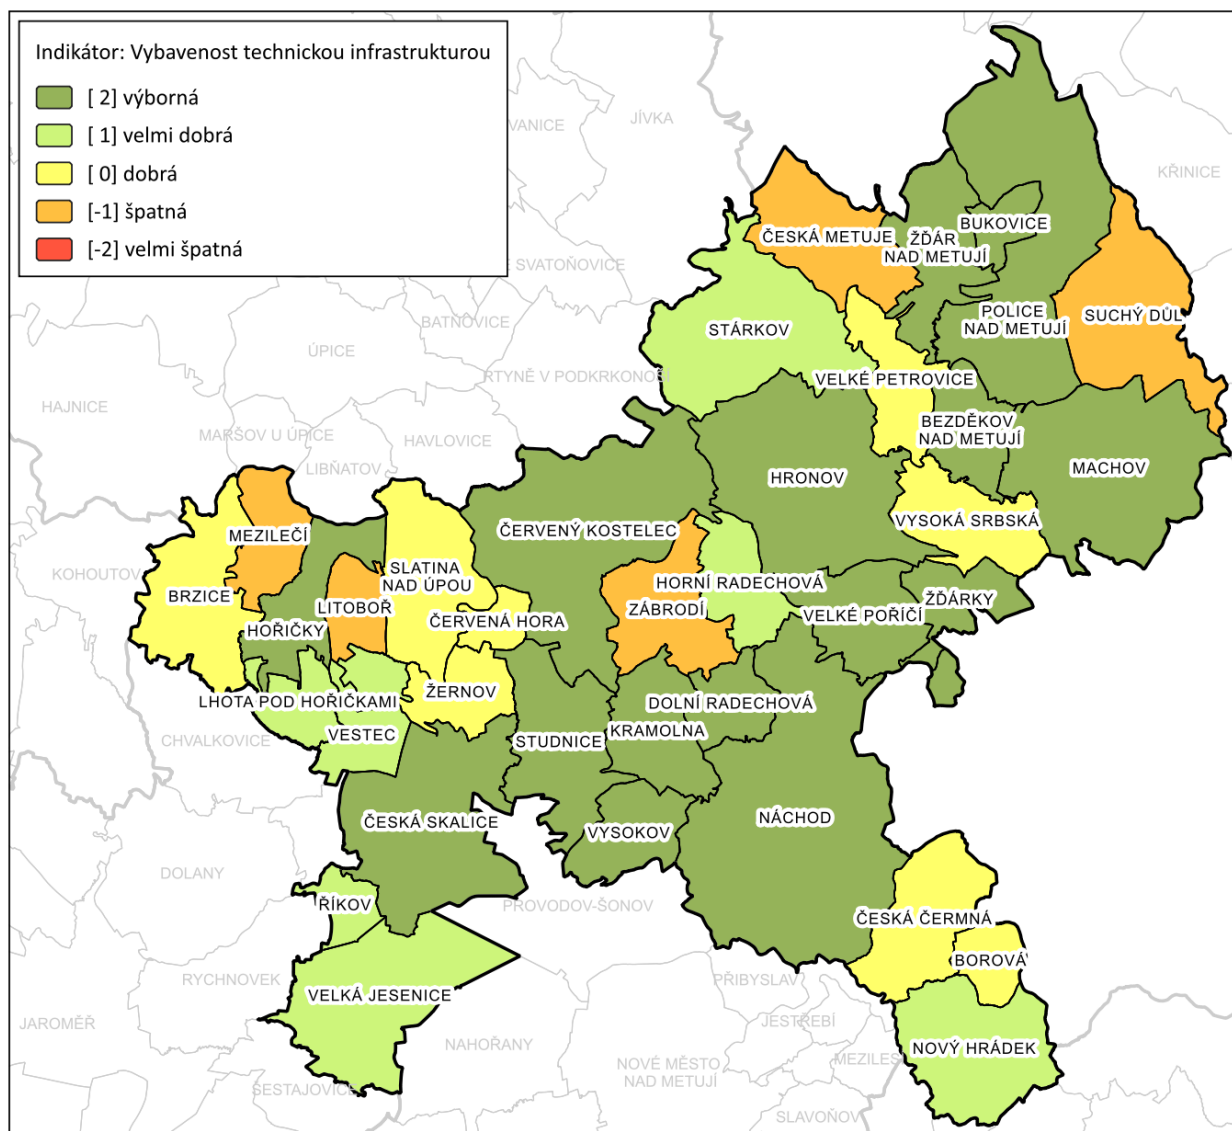 Indikátor: Vybavenost technickou infrastrukturou
[ 2] výborná
[ 1] velmi dobrá
[ 0] dobrá
[-1] špatná
[-2] velmi špatná
VANICE
JÍVKA
KŘINICE
BUKOVICE
ČESKÁ METUJE
ŽĎÁR
NAD METUJÍ
E SVATOŇOVICE
POLICE
NAD METUJÍ
SUCHÝ DŮL
BATŇOVICE
STÁRKOV
ÚPICE
RTYNĚ V PODKRKONOŠ
VELKÉ PETROVICE
HAJNICE
BEZDĚKOV
NAD METUJÍ
MARŠOV U ÚPICE
HAVLOVICE
LIBŇATOV
MACHOV
HRONOV
VYSOKÁ SRBSKÁ
ČERVENÝ KOSTELEC
MEZILEČÍ
SLATINA
NAD ÚPOU
KOHOUTOV
BRZICE
HORNÍ RADECHOVÁ
LITOBOŘ
ZÁBRODÍ
ŽĎÁRKY
VELKÉ POŘÍČÍ
ČERVENÁ HORA
HOŘIČKY
ŽERNOV
LHOTA POD HOŘIČKAMI
DOLNÍ RADECHOVÁ
KRAMOLNA
VESTEC
CHVALKOVICE
STUDNICE
NÁCHOD
ČESKÁ SKALICE
VYSOKOV
DOLANY
ŘÍKOV
PROVODOV-ŠONOV
ČESKÁ ČERMNÁ
BOROVÁ
RYCHNOVEK
PŘIBYSLAV
VELKÁ JESENICE
JAROMĚŘ
JESTŘEBÍ
NAHOŘANY
NOVÝ HRÁDEK
MEZILES
NOVÉ MĚSTO
NAD METUJÍ
ŠESTAJOVICE
SLAVOŇOV